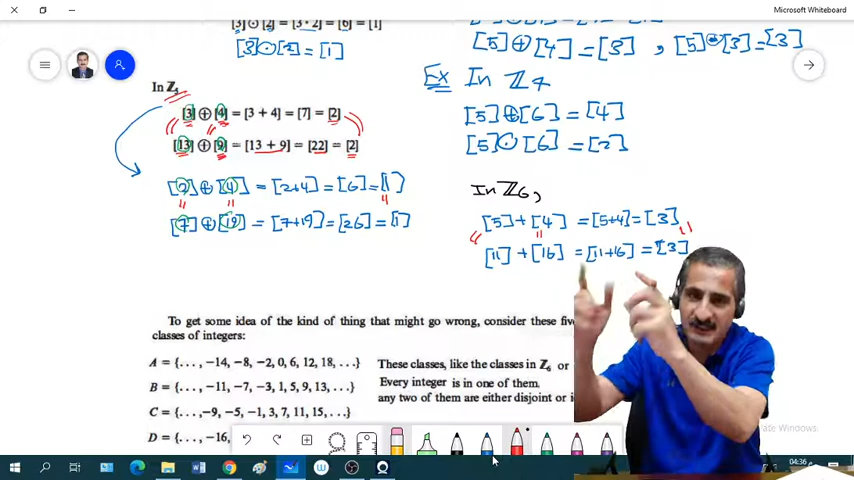 Microsoft Whiteboard
[3] ⊙ [2] = [3 · 2] = [6] = [1]
[3]⊙[2]=[1]
[5]⊕[4]=[3] , [5]⊙[3]=[3]
In ℤ₅
[3] ⊕ [4] = [3 + 4] = [7] = [2]
[13] ⊕ [9] = [13 + 9] = [22] = [2]
[2]⊕[4] = [2+4] = [6] = [1]
[7]⊕[19] = [7+19] = [26] = [1]
Ex In ℤ₇
[5]⊕[6] = [4]
[5]⊙[6] = [2]
In ℤ₆,
[5]+[4] = [5+4] = [3]
[11]+[16] = [11+16] = [3]
To get some idea of the kind of thing that might go wrong, consider these five
classes of integers:
A = {. . . , −14, −8, −2, 0, 6, 12, 18, . . .}
B = {. . . , −11, −7, −3, 1, 5, 9, 13, . . .}
C = {. . . , −9, −5, −1, 3, 7, 11, 15, . . .}
D = {. . . , −16,
These classes, like the classes in ℤ₆ or
Every integer is in one of them,
any two of them are either disjoint or
ate Windows.
04:36